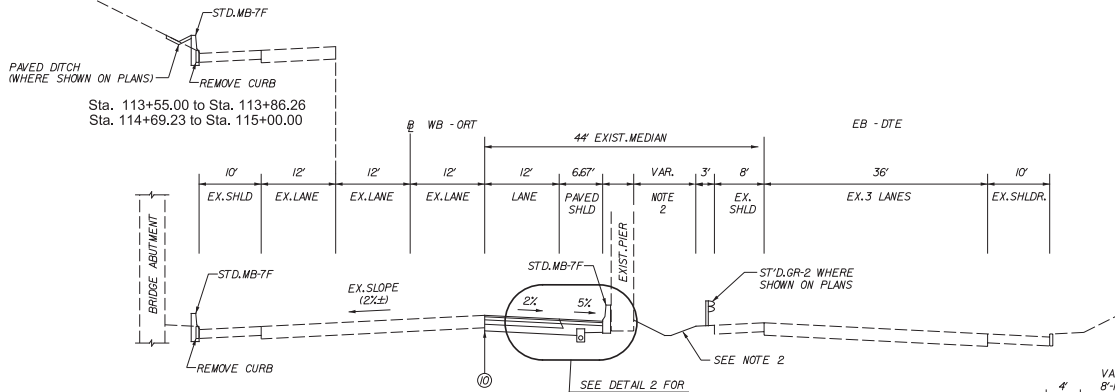 STD.MB-7F
PAVED DITCH
(WHERE SHOWN ON PLANS)
REMOVE CURB
Sta. 113+55.00 to Sta. 113+86.26
Sta. 114+69.23 to Sta. 115+00.00
WB - ORT
EB - DTE
44' EXIST.MEDIAN
10' 12' 12' 12' 12' 6.67' VAR. 3' 8' 36' 10'
EX.SHLD EX.LANE EX.LANE EX.LANE LANE PAVED SHLD NOTE 2 EX. SHLD EX.3 LANES EX.SHLDR.
BRIDGE ABUTMENT
EXIST.PIER
STD.MB-7F
STD.MB-7F
ST'D.GR-2 WHERE
SHOWN ON PLANS
EX.SLOPE
(2%±)
2% 5%
SEE NOTE 2
REMOVE CURB
10
SEE DETAIL 2 FOR
4'